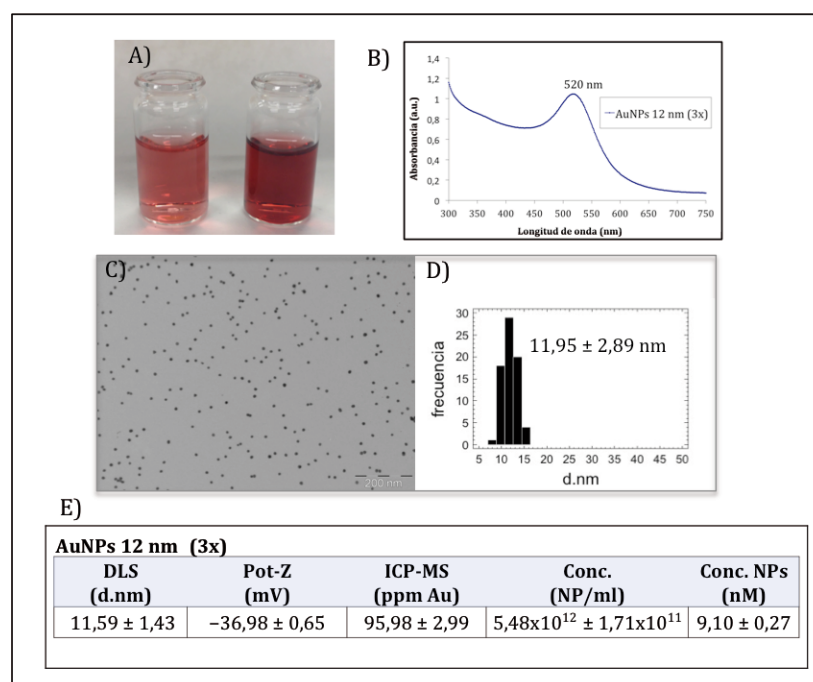 A)
B)
1,4
1,2
1
0,8
0,6
0,4
0,2
0
520 nm
AuNPs 12 nm (3x)
Absorbancia (a.u.)
300 350 400 450 500 550 600 650 700 750
Longitud de onda (nm)
C)
200 nm
D)
30
25
20
15
10
5
0
11,95 ± 2,89 nm
frecuencia
5 10 15 20 25 30 35 40 45 50
d.nm
E)
AuNPs 12 nm (3x)
DLS (d.nm) Pot-Z (mV) ICP-MS (ppm Au) Conc. (NP/ml) Conc. NPs (nM)
11,59 ± 1,43 −36,98 ± 0,65 95,98 ± 2,99 5,48x10¹² ± 1,71x10¹¹ 9,10 ± 0,27